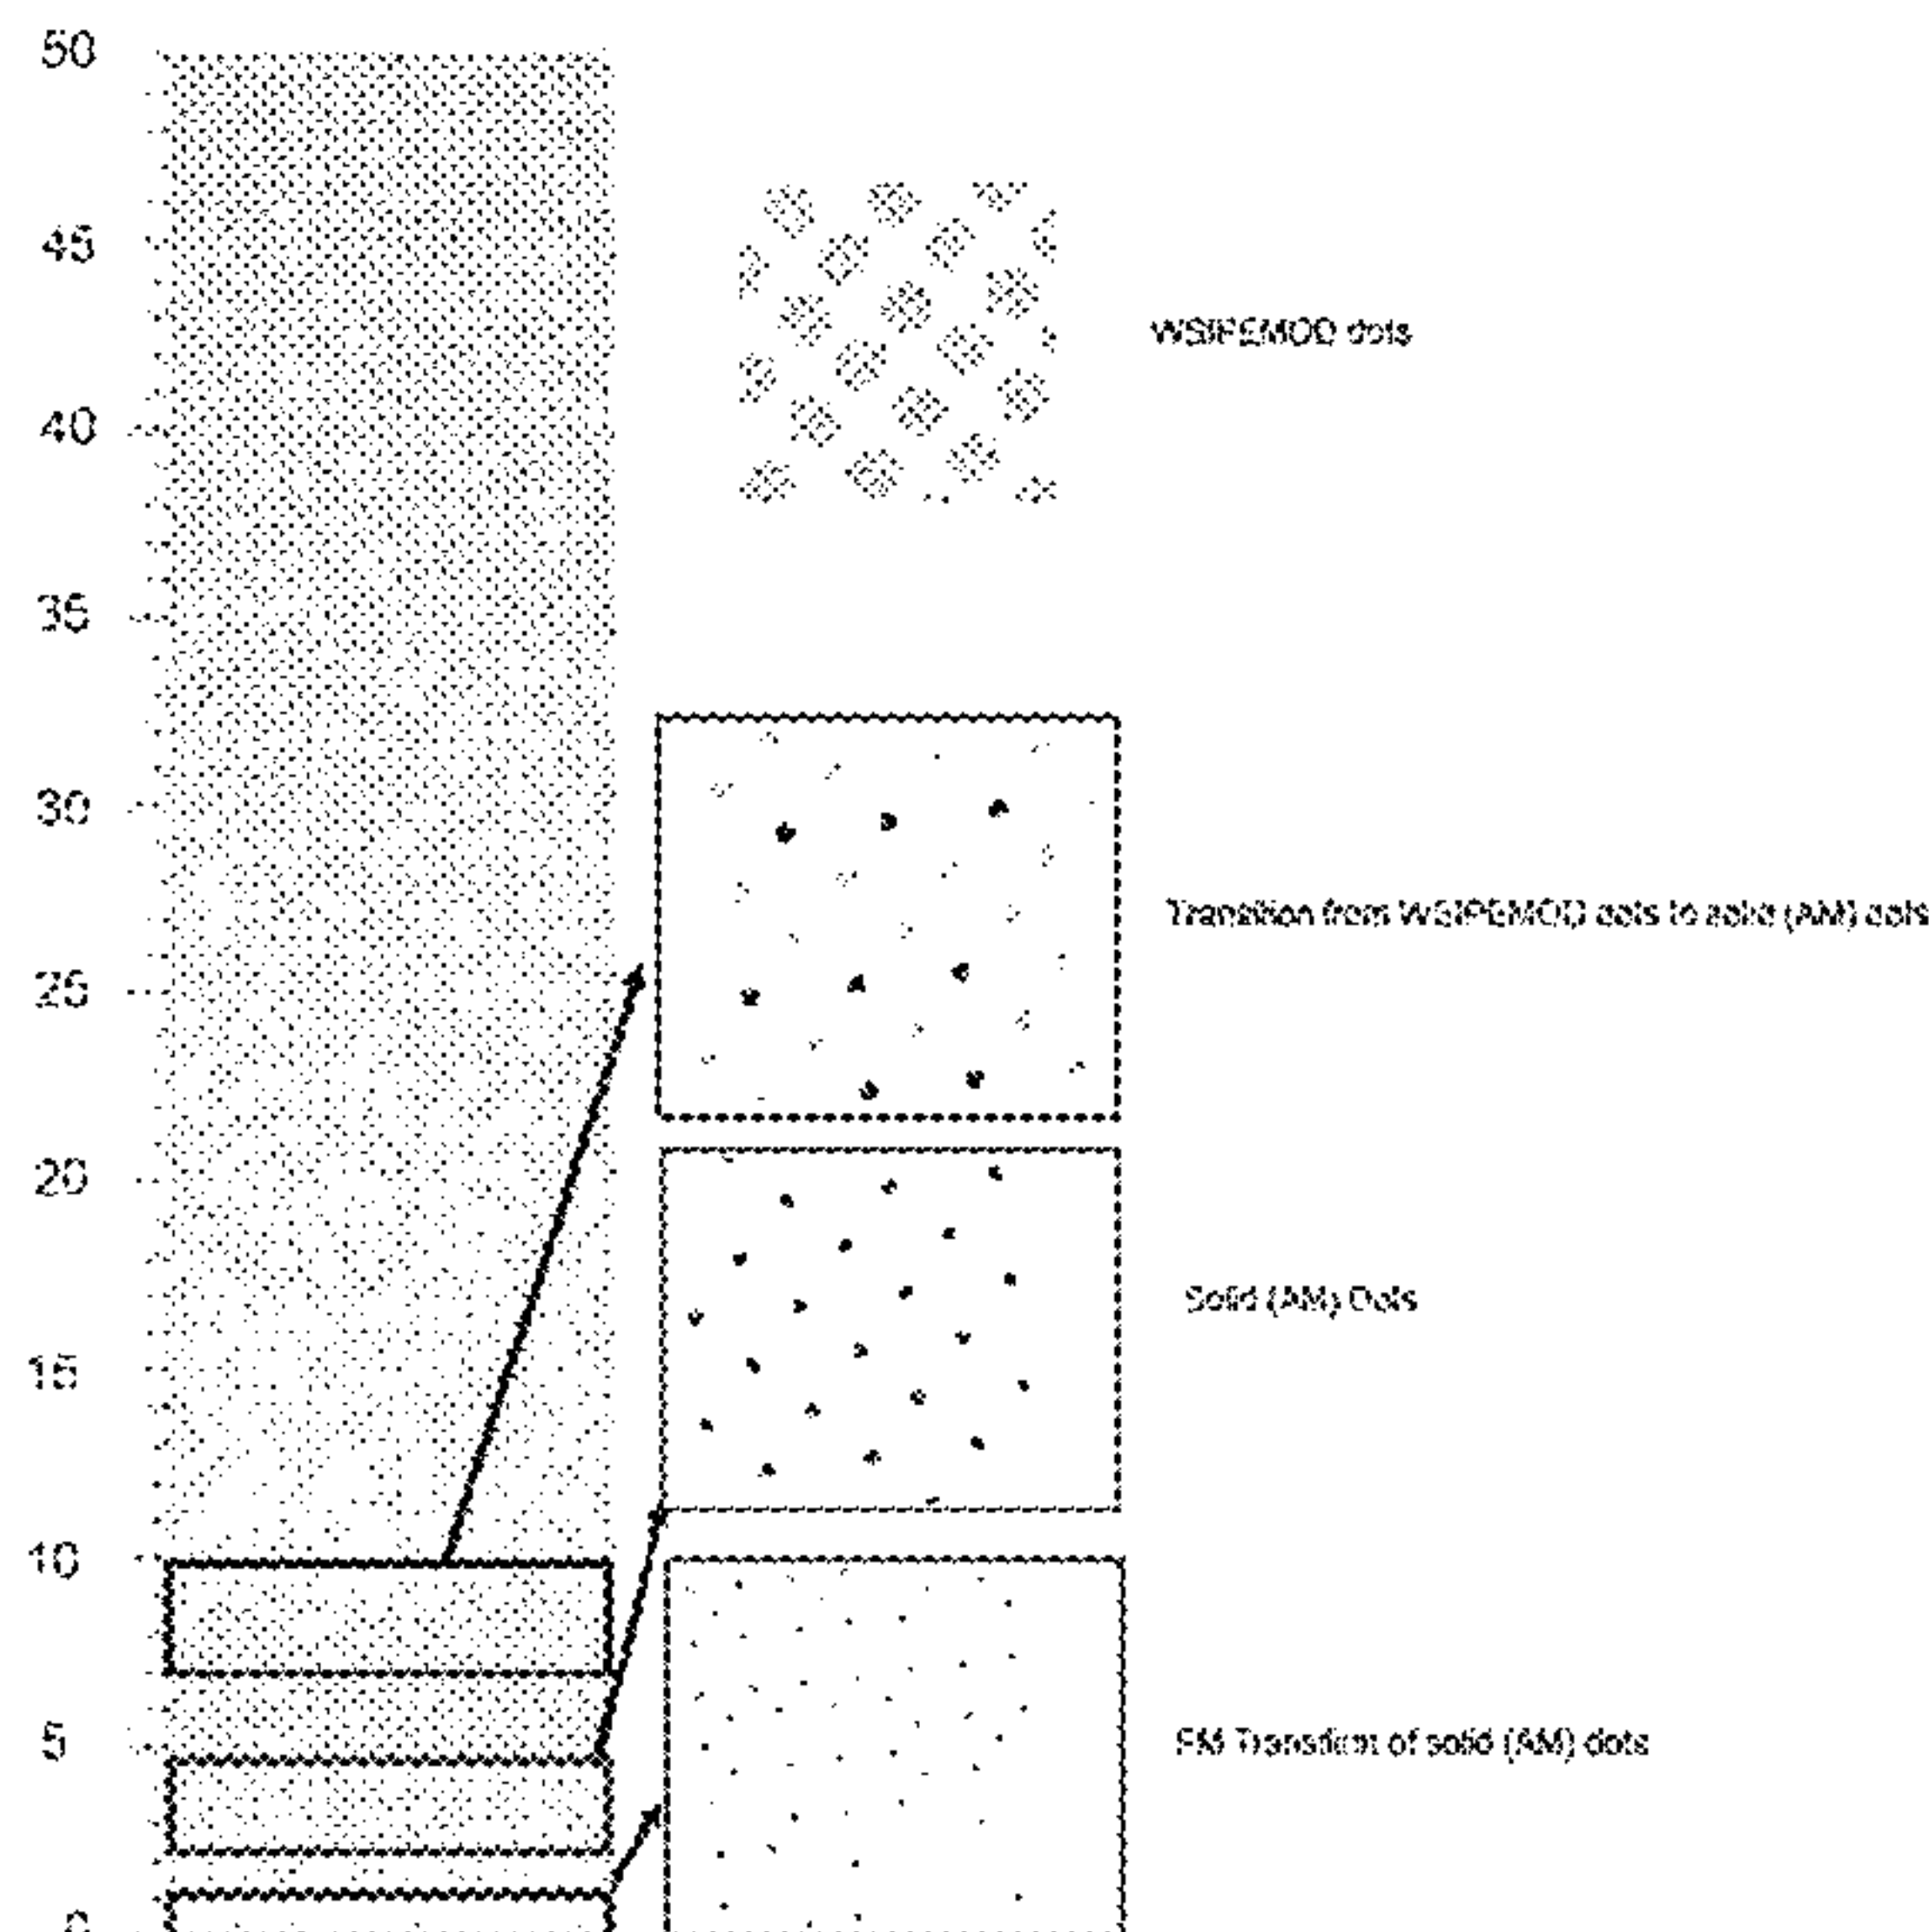 50
45
WSIPEMOD dots
40
35
30
Transition from WSIPEMOD dots to solid (AM) dots
25
20
Solid (AM) Dots
15
10
5
FM Transition of solid (AM) dots
0